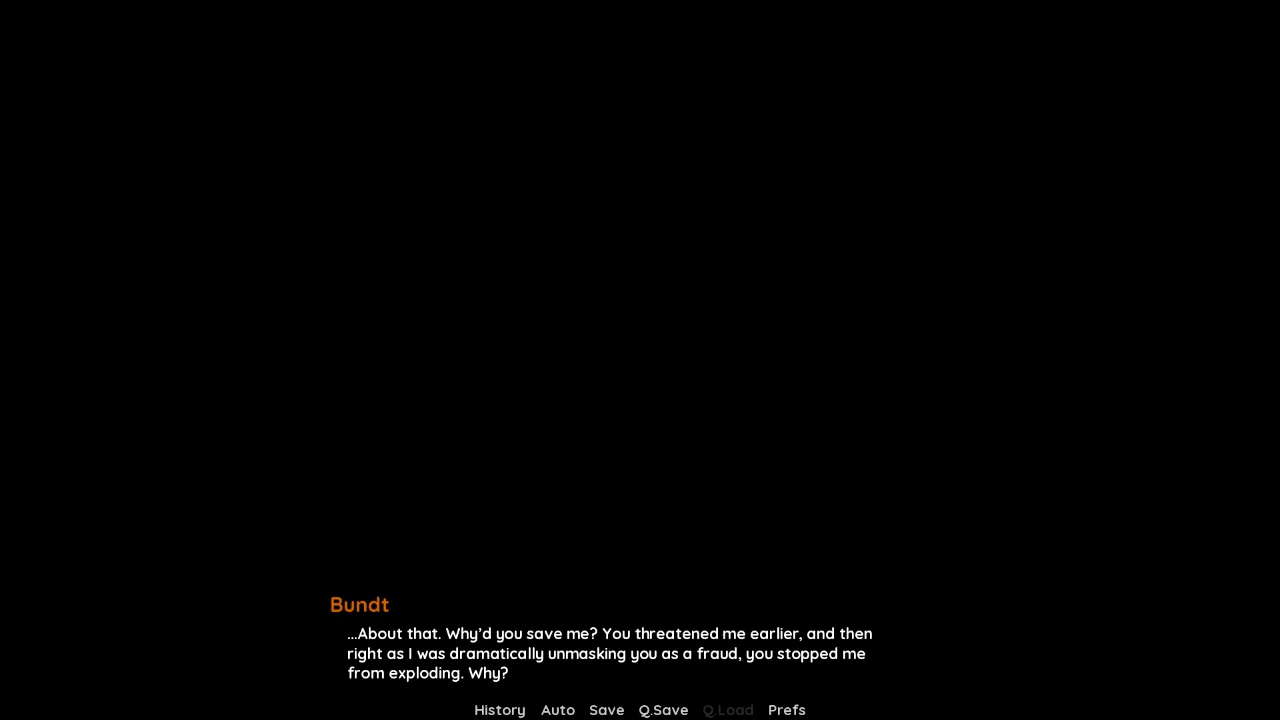 Bundt
...About that. Why'd you save me? You threatened me earlier, and then
right as I was dramatically unmasking you as a fraud, you stopped me
from exploding. Why?
History Auto Save Q.Save Q.Load Prefs